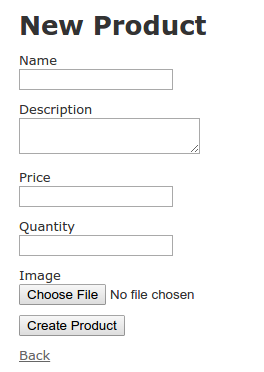 New Product
Name
Description
Price
Quantity
Image
Choose File No file chosen
Create Product
Back